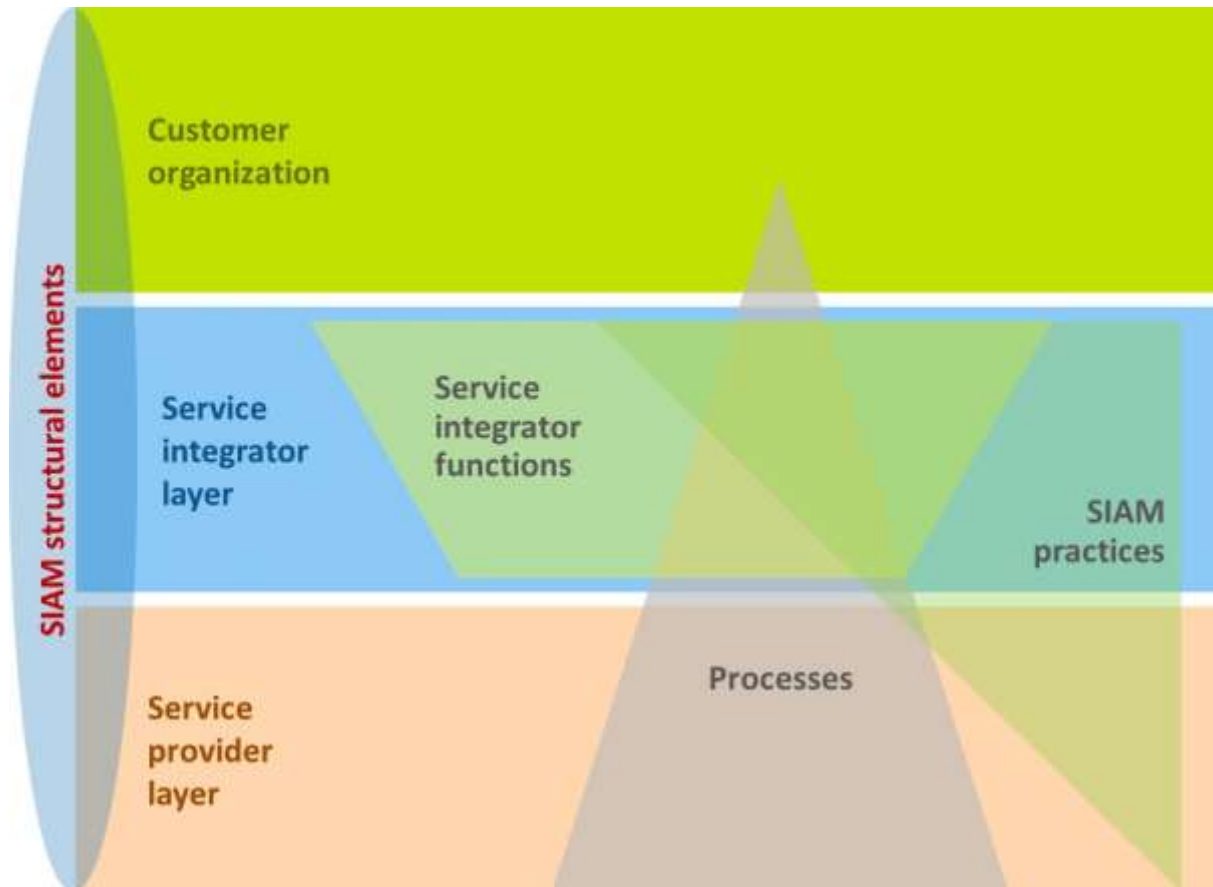 SIAM structural elements
Customer
organization
Service
integrator
layer
Service
integrator
functions
SIAM
practices
Processes
Service
provider
layer